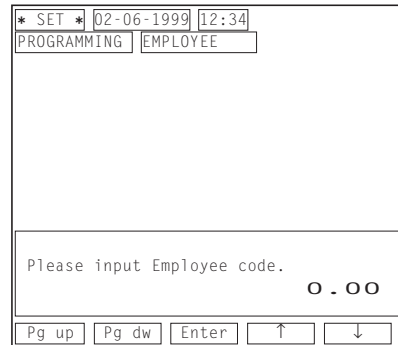 * SET * 02-06-1999 12:34
PROGRAMMING EMPLOYEE
Please input Employee code.
0.00
Pg up Pg dw Enter ↑ ↓